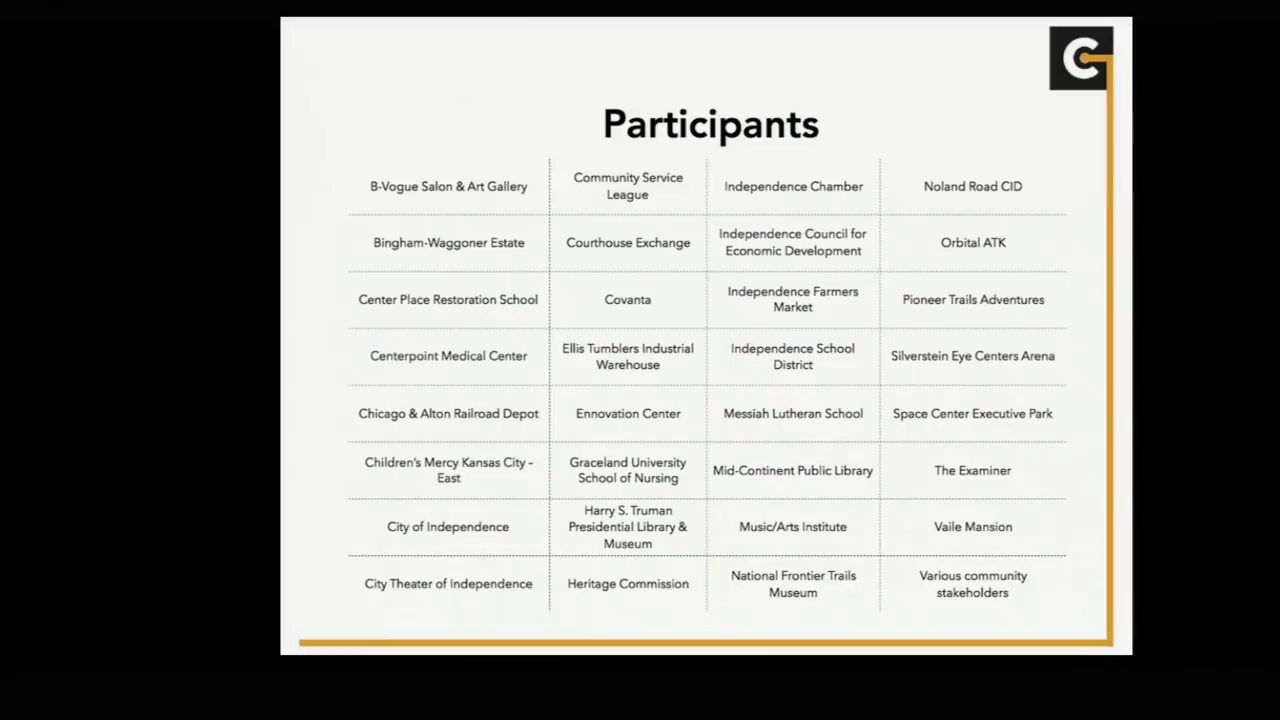 C
Participants
B-Vogue Salon & Art Gallery
Community Service
League
Independence Chamber
Noland Road CID
Bingham-Waggoner Estate
Courthouse Exchange
Independence Council for
Economic Development
Orbital ATK
Center Place Restoration School
Covanta
Independence Farmers
Market
Pioneer Trails Adventures
Centerpoint Medical Center
Ellis Tumblers Industrial
Warehouse
Independence School
District
Silverstein Eye Centers Arena
Chicago & Alton Railroad Depot
Ennovation Center
Messiah Lutheran School
Space Center Executive Park
Children's Mercy Kansas City –
East
Graceland University
School of Nursing
Mid-Continent Public Library
The Examiner
City of Independence
Harry S. Truman
Presidential Library &
Museum
Music/Arts Institute
Vaile Mansion
City Theater of Independence
Heritage Commission
National Frontier Trails
Museum
Various community
stakeholders